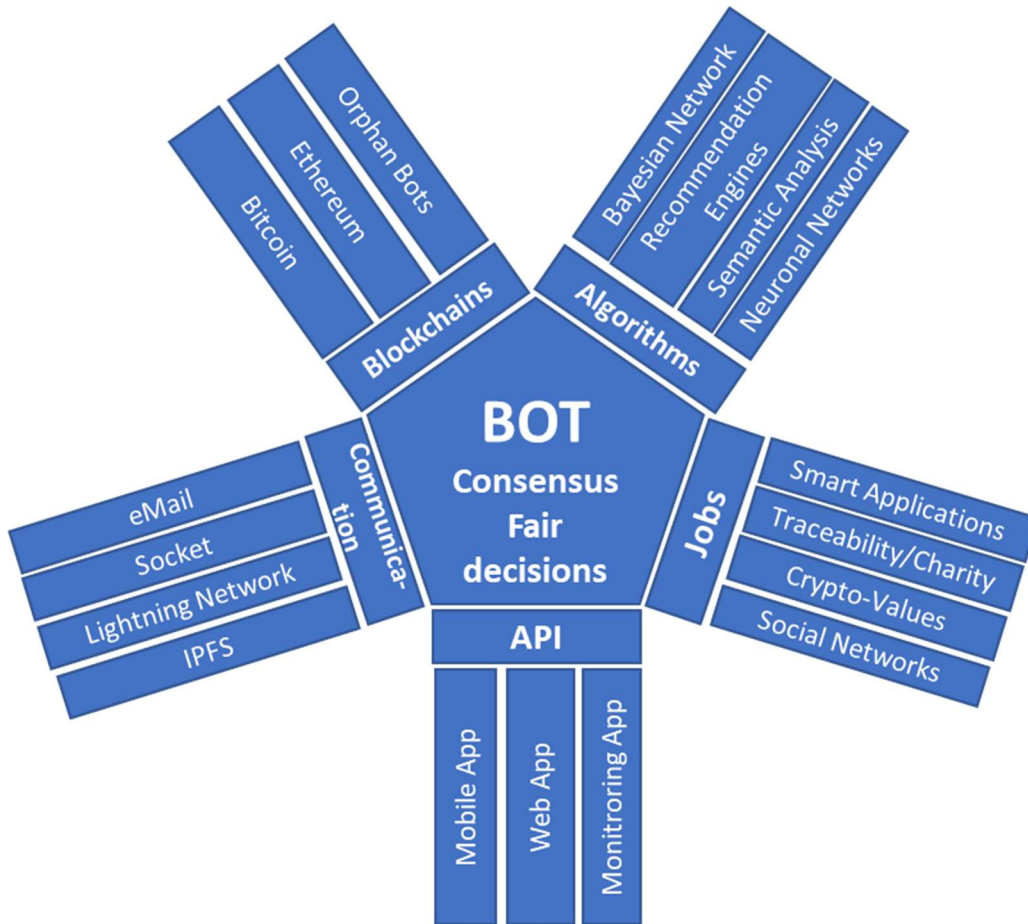 BOT
Consensus
Fair
decisions
Blockchains
Bitcoin
Ethereum
Orphan Bots
Algorithms
Bayesian Network
Recommendation
Engines
Semantic Analysis
Neuronal Networks
Jobs
Smart Applications
Traceability/Charity
Crypto-Values
Social Networks
API
Mobile App
Web App
Monitroring App
Communica-
tion
eMail
Socket
Lightning Network
IPFS